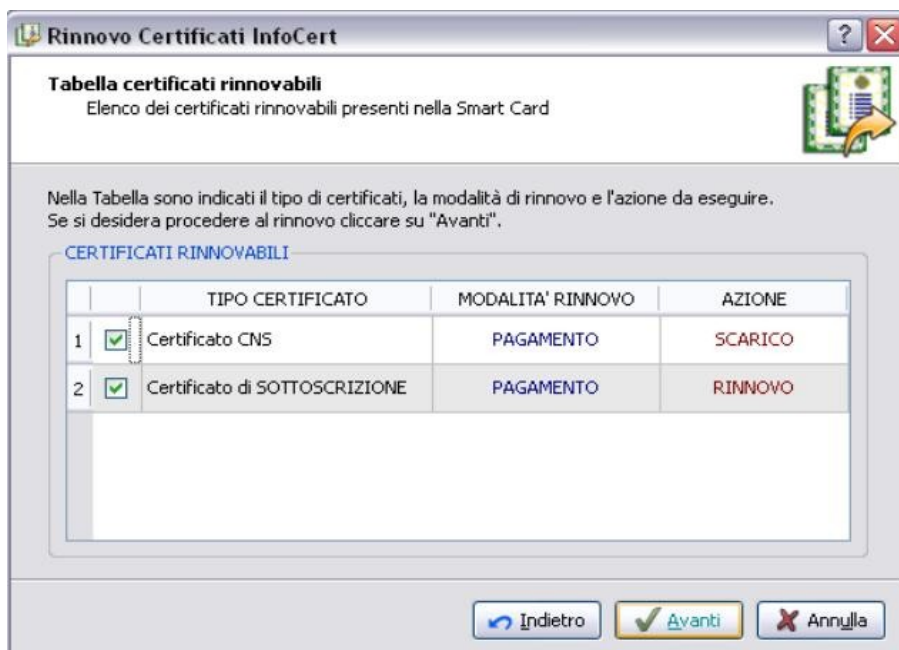 Rinnovo Certificati InfoCert
Tabella certificati rinnovabili
Elenco dei certificati rinnovabili presenti nella Smart Card
Nella Tabella sono indicati il tipo di certificati, la modalità di rinnovo e l'azione da eseguire.
Se si desidera procedere al rinnovo cliccare su "Avanti".
CERTIFICATI RINNOVABILI
TIPO CERTIFICATO MODALITA' RINNOVO AZIONE
1 Certificato CNS PAGAMENTO SCARICO
2 Certificato di SOTTOSCRIZIONE PAGAMENTO RINNOVO
Indietro Avanti Annulla